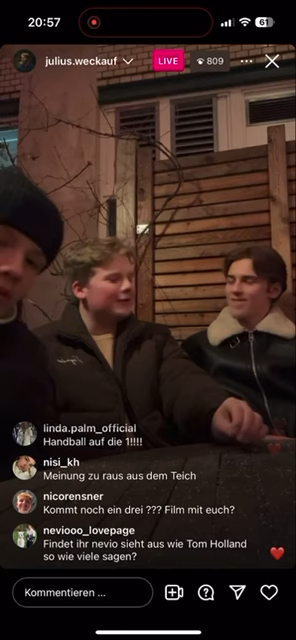 20:57
61
julius.weckauf
LIVE
809
linda.palm_official
Handball auf die 1!!!!
nisi_kh
Meinung zu raus aus dem Teich
nicorensner
Kommt noch ein drei ??? Film mit euch?
neviooo_lovepage
Findet ihr nevio sieht aus wie Tom Holland
so wie viele sagen?
Kommentieren ...